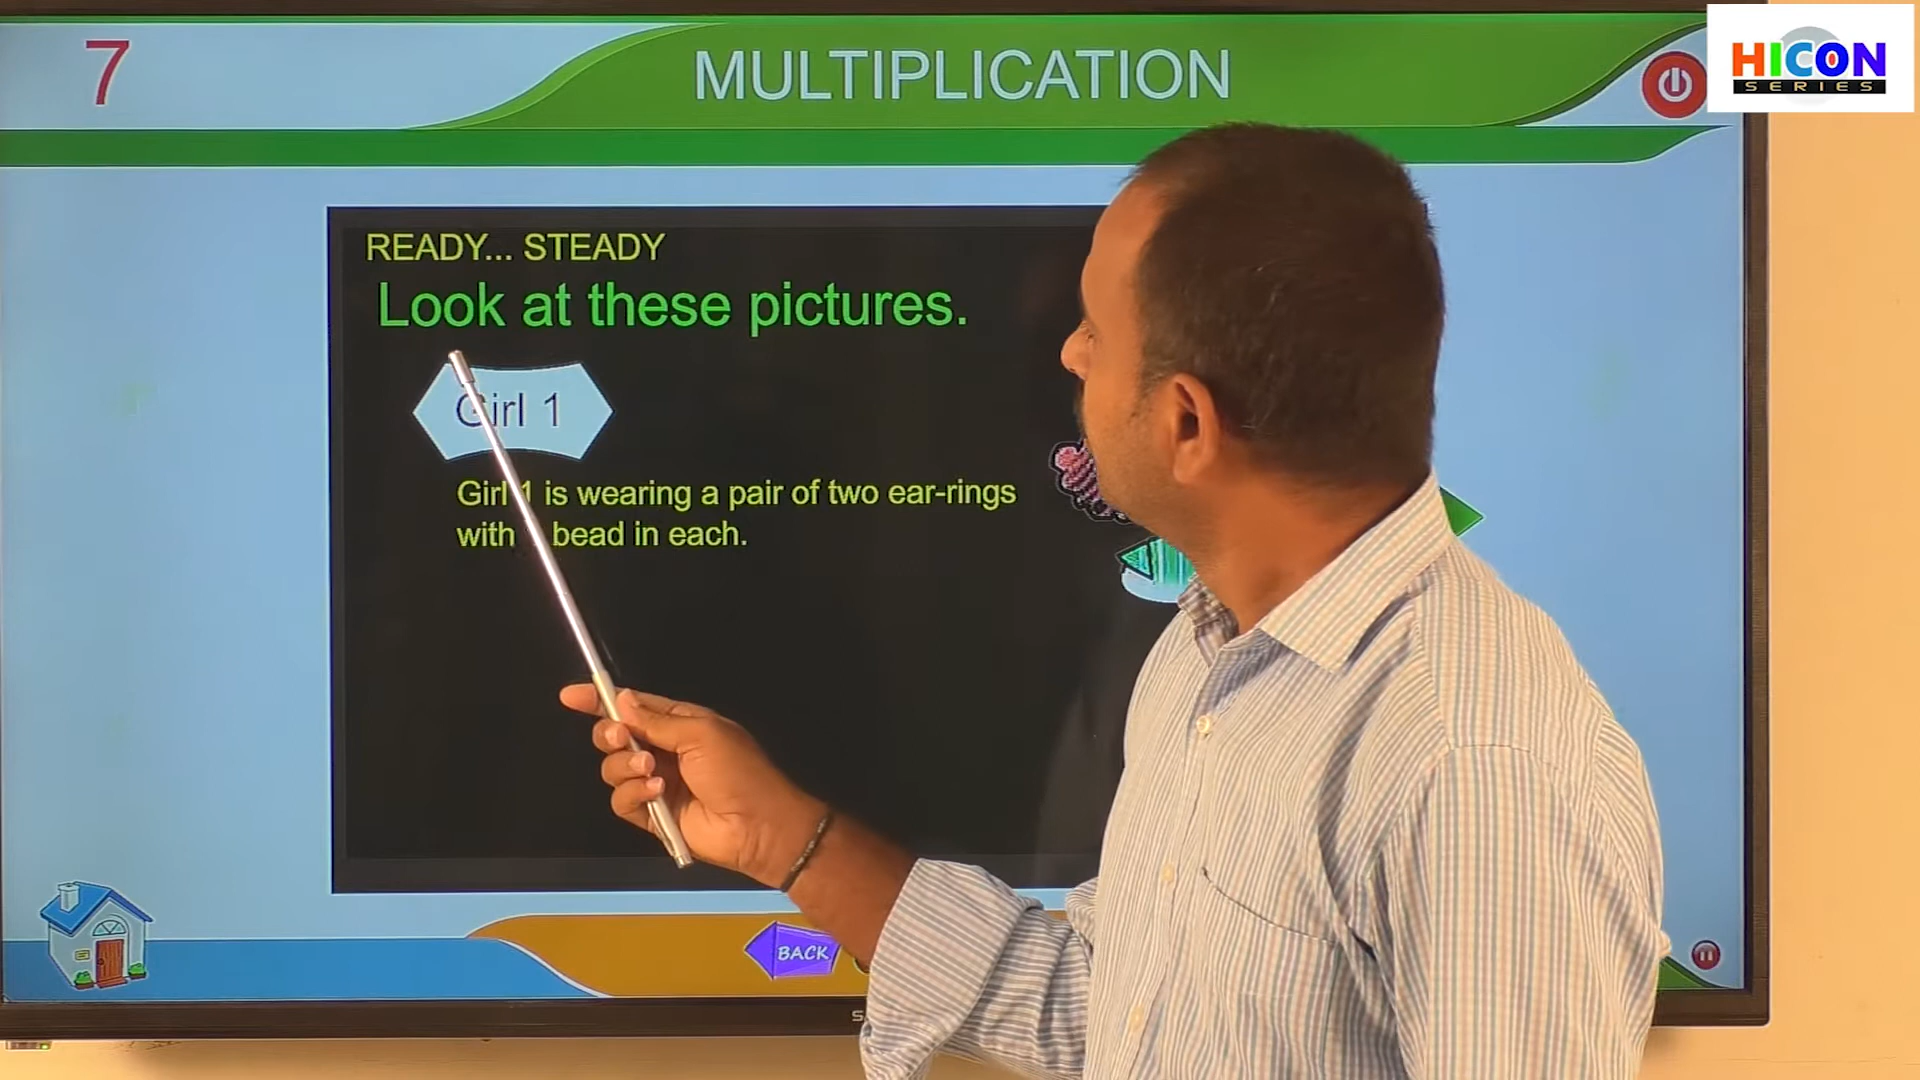 7
MULTIPLICATION
HICON
SERIES
READY... STEADY
Look at these pictures.
Girl 1
Girl 1 is wearing a pair of two ear-rings
with bead in each.
BACK